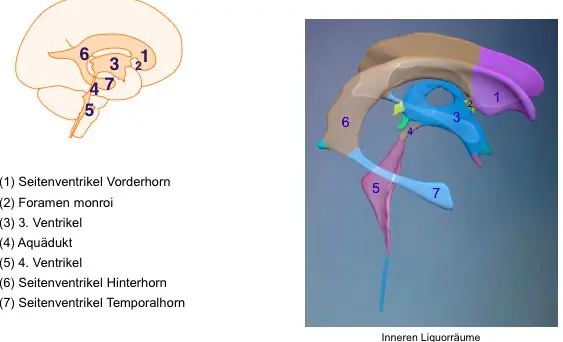 6
1
3
2
4
7
5
(1) Seitenventrikel Vorderhorn
(2) Foramen monroi
(3) 3. Ventrikel
(4) Aquädukt
(5) 4. Ventrikel
(6) Seitenventrikel Hinterhorn
(7) Seitenventrikel Temporalhorn
1
2
3
6
4
5
7
Inneren Liquorräume